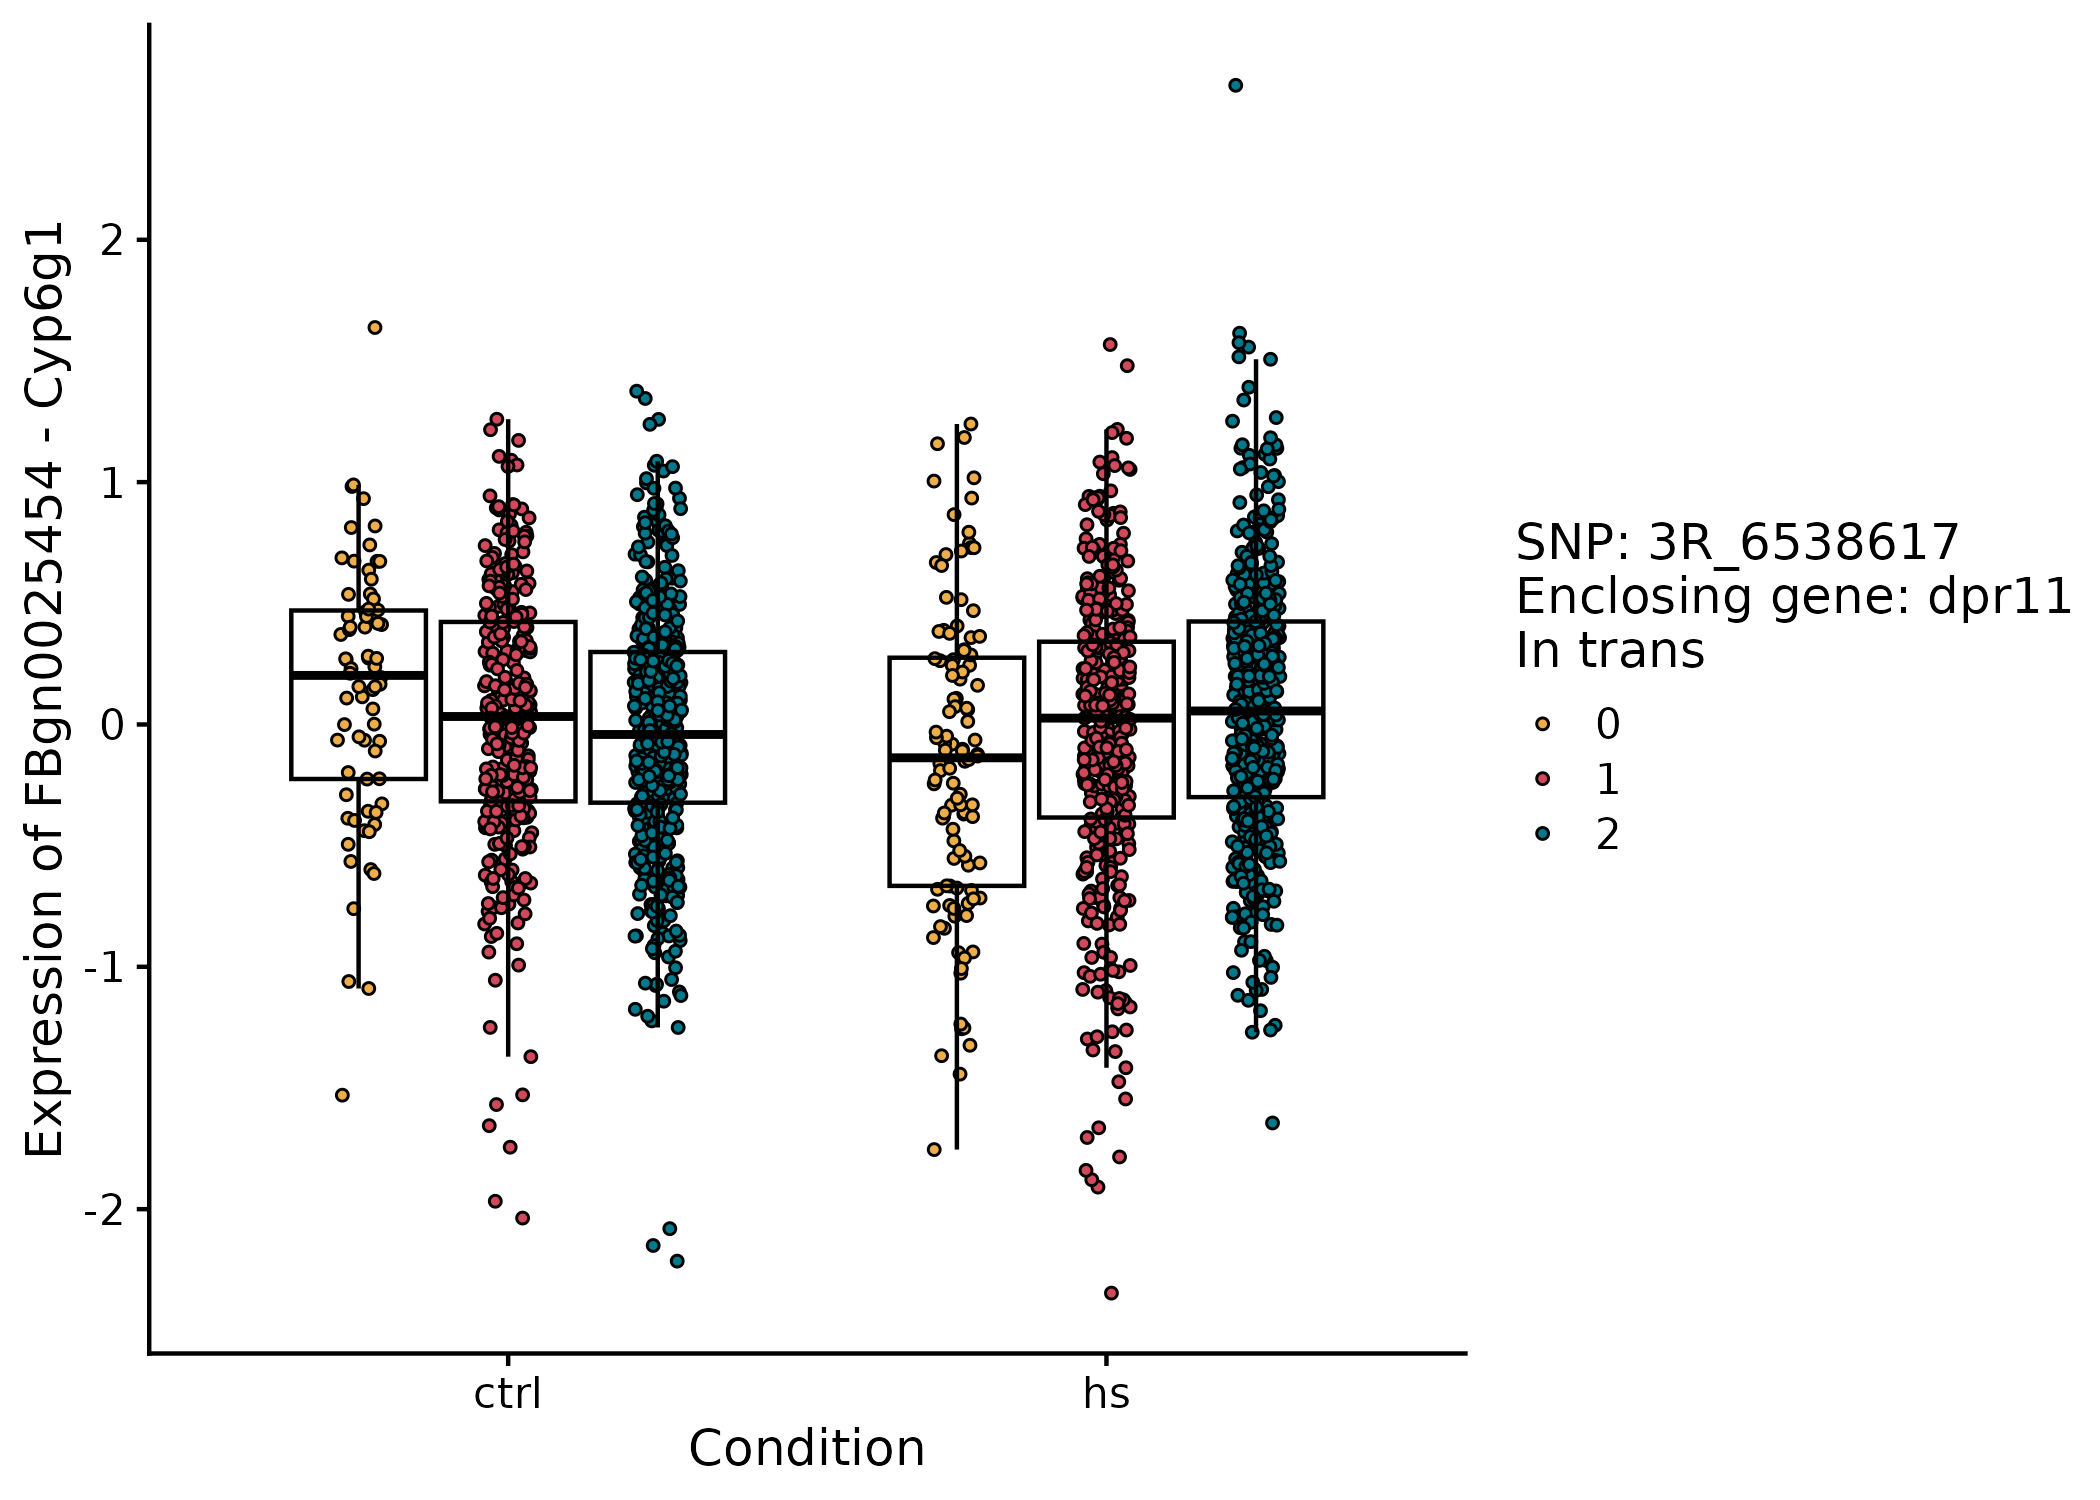 Expression of FBgn0025454 - Cyp6g1
2
1
0
-1
-2
ctrl
hs
Condition
SNP: 3R_6538617
Enclosing gene: dpr11
In trans
0
1
2